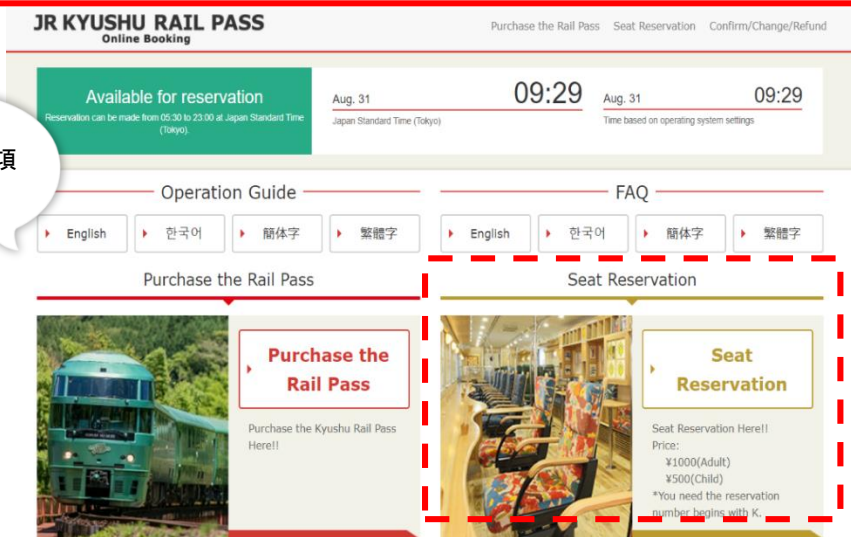 JR KYUSHU RAIL PASS
Online Booking
Purchase the Rail Pass Seat Reservation Confirm/Change/Refund
Available for reservation
Reservation can be made from 05:30 to 23:00 at Japan Standard Time
(Tokyo).
Aug. 31 09:29
Japan Standard Time (Tokyo)
Aug. 31 09:29
Time based on operating system settings
項
Operation Guide
English 한국어 簡体字 繁體字
FAQ
English 한국어 簡体字 繁體字
Purchase the Rail Pass
Purchase the
Rail Pass
Purchase the Kyushu Rail Pass
Here!!
Seat Reservation
Seat
Reservation
Seat Reservation Here!!
Price:
¥1000(Adult)
¥500(Child)
*You need the reservation
number begins with K.